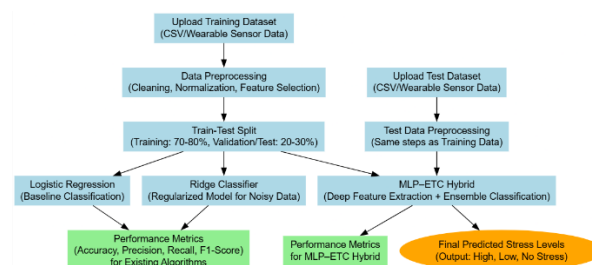 Upload Training Dataset
(CSV/Wearable Sensor Data)
Data Preprocessing
(Cleaning, Normalization, Feature Selection)
Upload Test Dataset
(CSV/Wearable Sensor Data)
Train-Test Split
(Training: 70-80%, Validation/Test: 20-30%)
Test Data Preprocessing
(Same steps as Training Data)
Logistic Regression
(Baseline Classification)
Ridge Classifier
(Regularized Model for Noisy Data)
MLP–ETC Hybrid
(Deep Feature Extraction + Ensemble Classification)
Performance Metrics
(Accuracy, Precision, Recall, F1-Score)
for Existing Algorithms
Performance Metrics
for MLP–ETC Hybrid
Final Predicted Stress Levels
(Output: High, Low, No Stress)